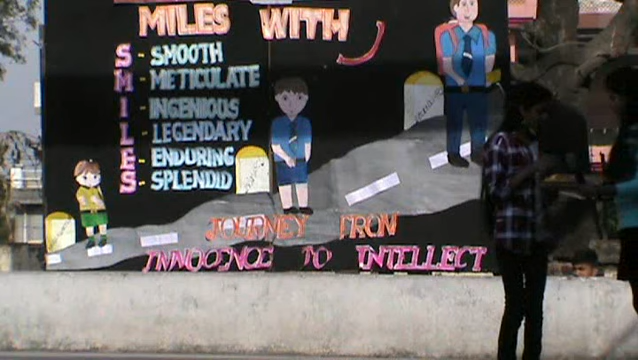 MILES WITH
S - SMOOTH
M - METICULATE
I - INGENIOUS
L - LEGENDARY
E - ENDURING
S - SPLENDID
JOURNEY FROM
INNOCENCE TO INTELLECT